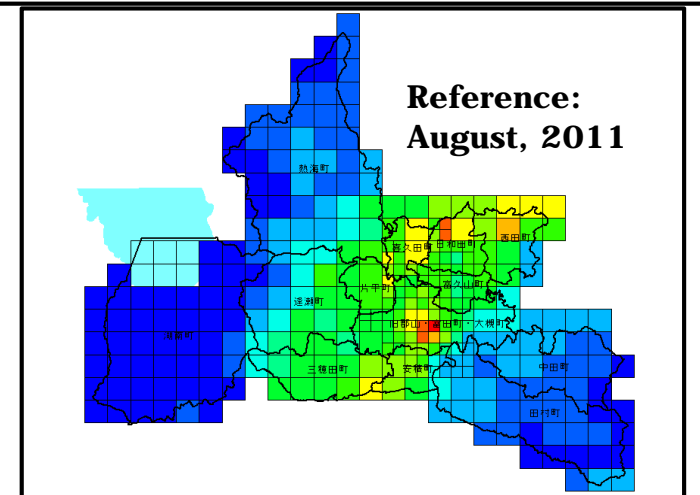 Reference:
August, 2011
熱海町
喜久田町
日和田町
西田町
富久山町
片平町
逢瀬町
旧郡山・富田町・大槻町
湖南町
三穂田町
安積町
中田町
田村町